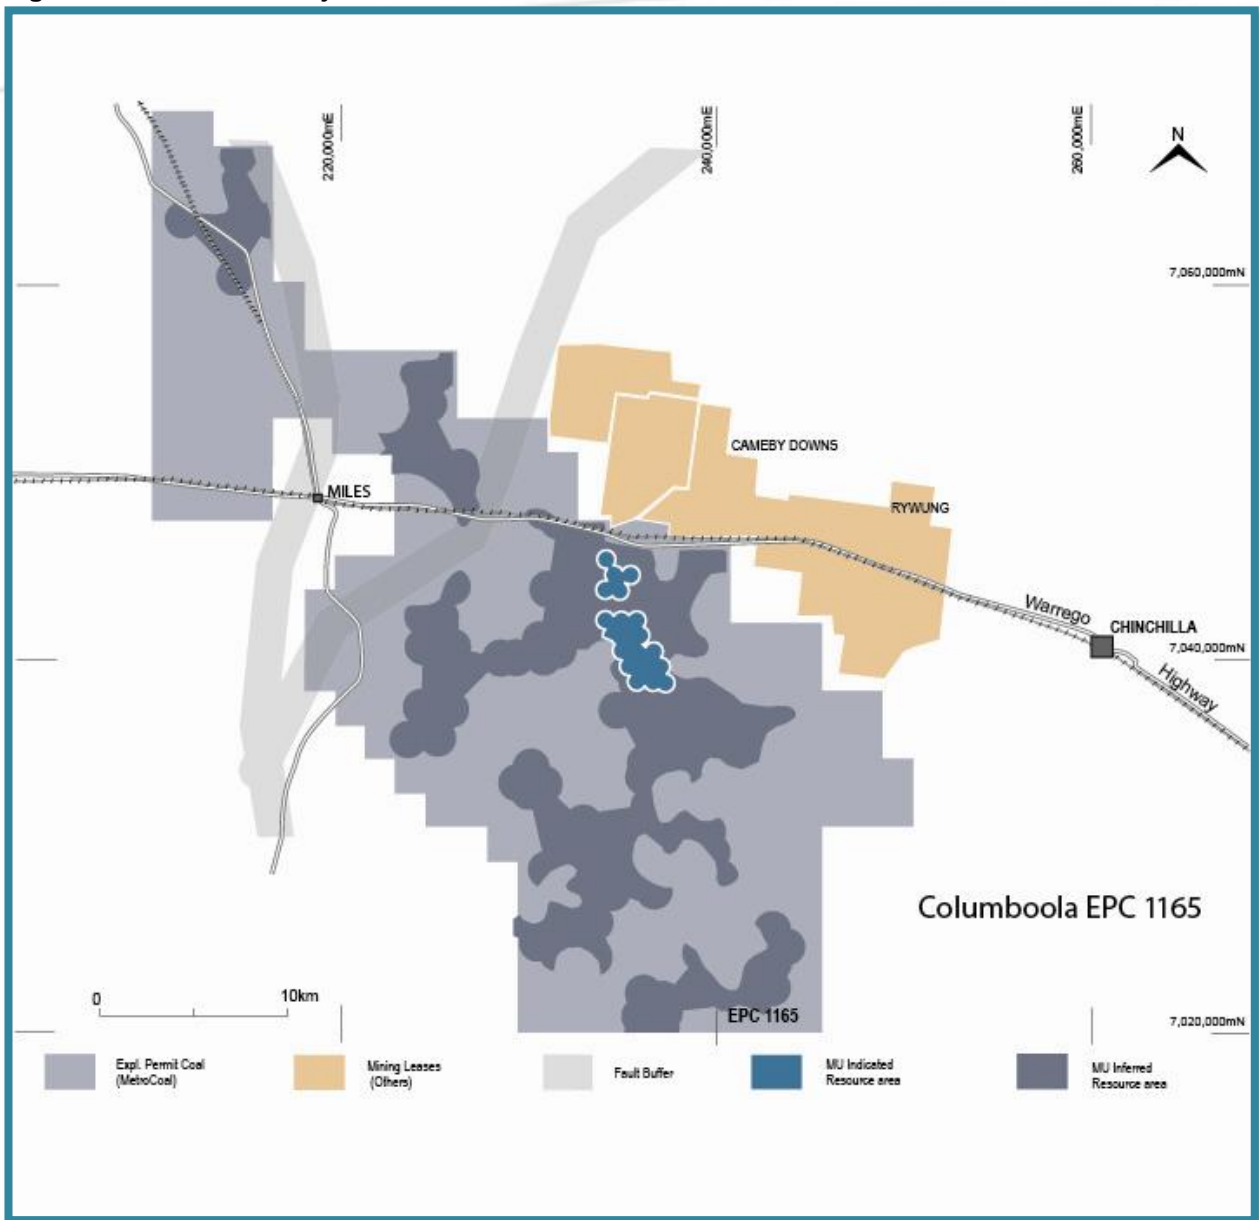 220,000mE
240,000mE
260,000mE
N
7,060,000mN
CAMEBY DOWNS
MILES
RYWUNG
Warrego
CHINCHILLA
7,040,000mN
Highway
Columboola EPC 1165
0
10km
EPC 1165
7,020,000mN
Expl. Permit Coal
(MetroCoal)
Mining Leases
(Others)
Fault Buffer
MU Indicated
Resource area
MU Inferred
Resource area